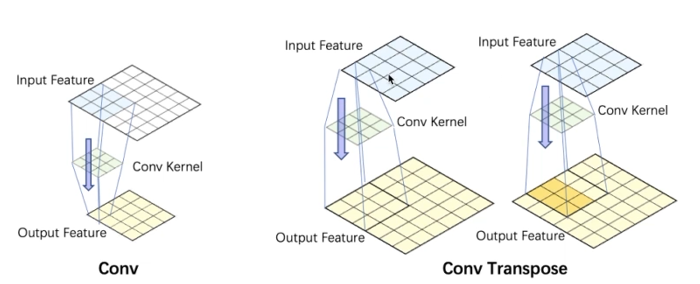 Input Feature
Conv Kernel
Output Feature
Conv
Input Feature
Conv Kernel
Output Feature
Input Feature
Conv Kernel
Output Feature
Conv Transpose